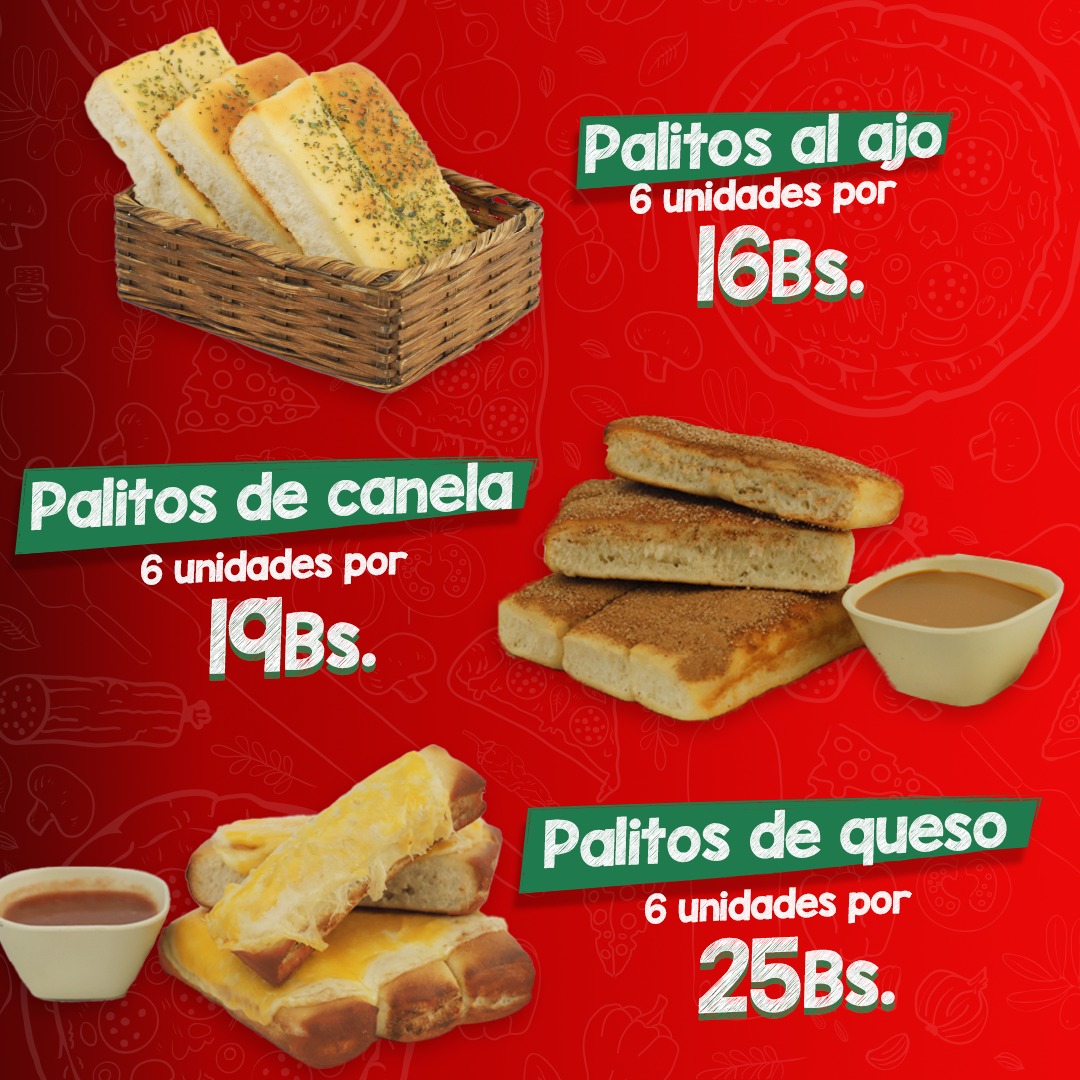 Palitos al ajo
6 unidades por
16Bs.
Palitos de canela
6 unidades por
19Bs.
Palitos de queso
6 unidades por
25Bs.